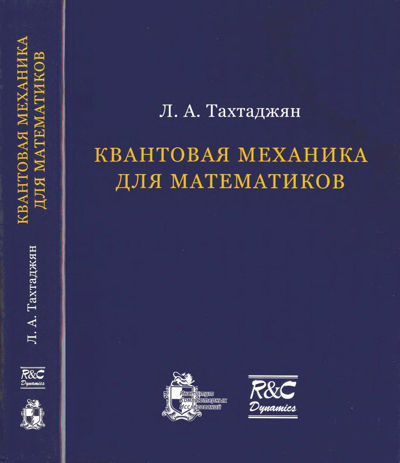 КВАНТОВАЯ МЕХАНИКА
ДЛЯ МАТЕМАТИКОВ
Л. А. Тахтаджян
R&C
Dynamics
Л. А. Тахтаджян
КВАНТОВАЯ МЕХАНИКА
ДЛЯ МАТЕМАТИКОВ
R&C
Dynamics